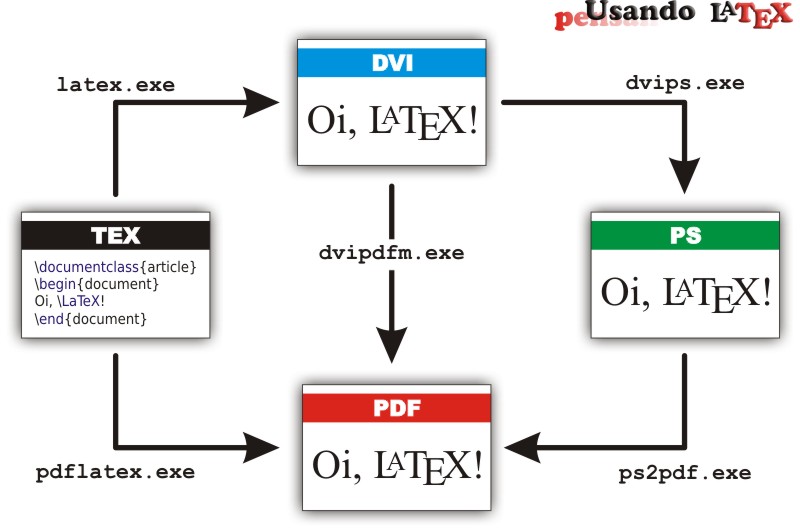 Usando LATEX
latex.exe
dvips.exe
DVI
Oi, LATEX!
TEX
\documentclass{article}
\begin{document}
Oi, \LaTeX!
\end{document}
dvipdfm.exe
PS
Oi, LATEX!
PDF
Oi, LATEX!
pdflatex.exe
ps2pdf.exe